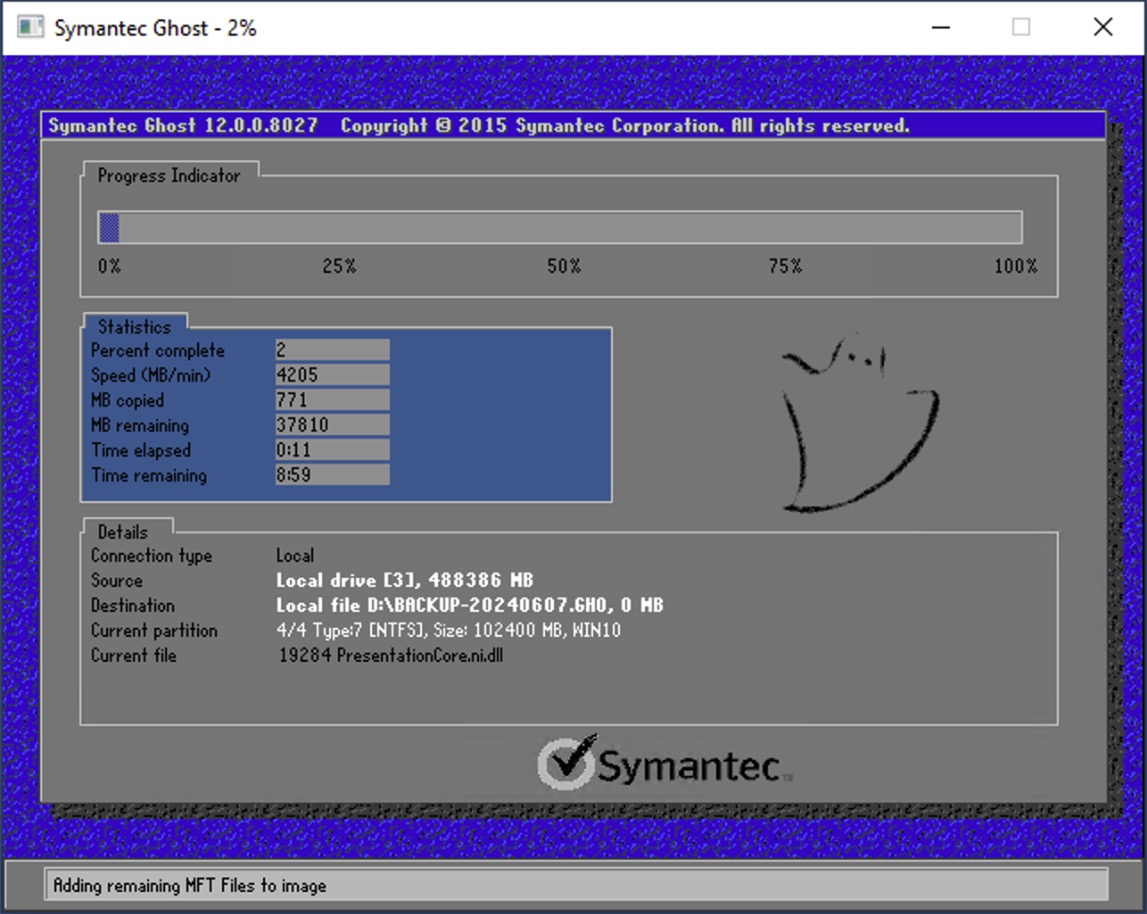 Symantec Ghost - 2%
Symantec Ghost 12.0.0.8027 Copyright © 2015 Symantec Corporation. All rights reserved.
Progress Indicator
0% 25% 50% 75% 100%
Statistics
Percent complete 2
Speed (MB/min) 4205
MB copied 771
MB remaining 37810
Time elapsed 0:11
Time remaining 8:59
Details
Connection type Local
Source Local drive [3], 488386 MB
Destination Local file D:\BACKUP-20240607.GHO, 0 MB
Current partition 4/4 Type:7 [NTFS], Size: 102400 MB, WIN10
Current file 19284 PresentationCore.ni.dll
Symantec™
Adding remaining MFT Files to image